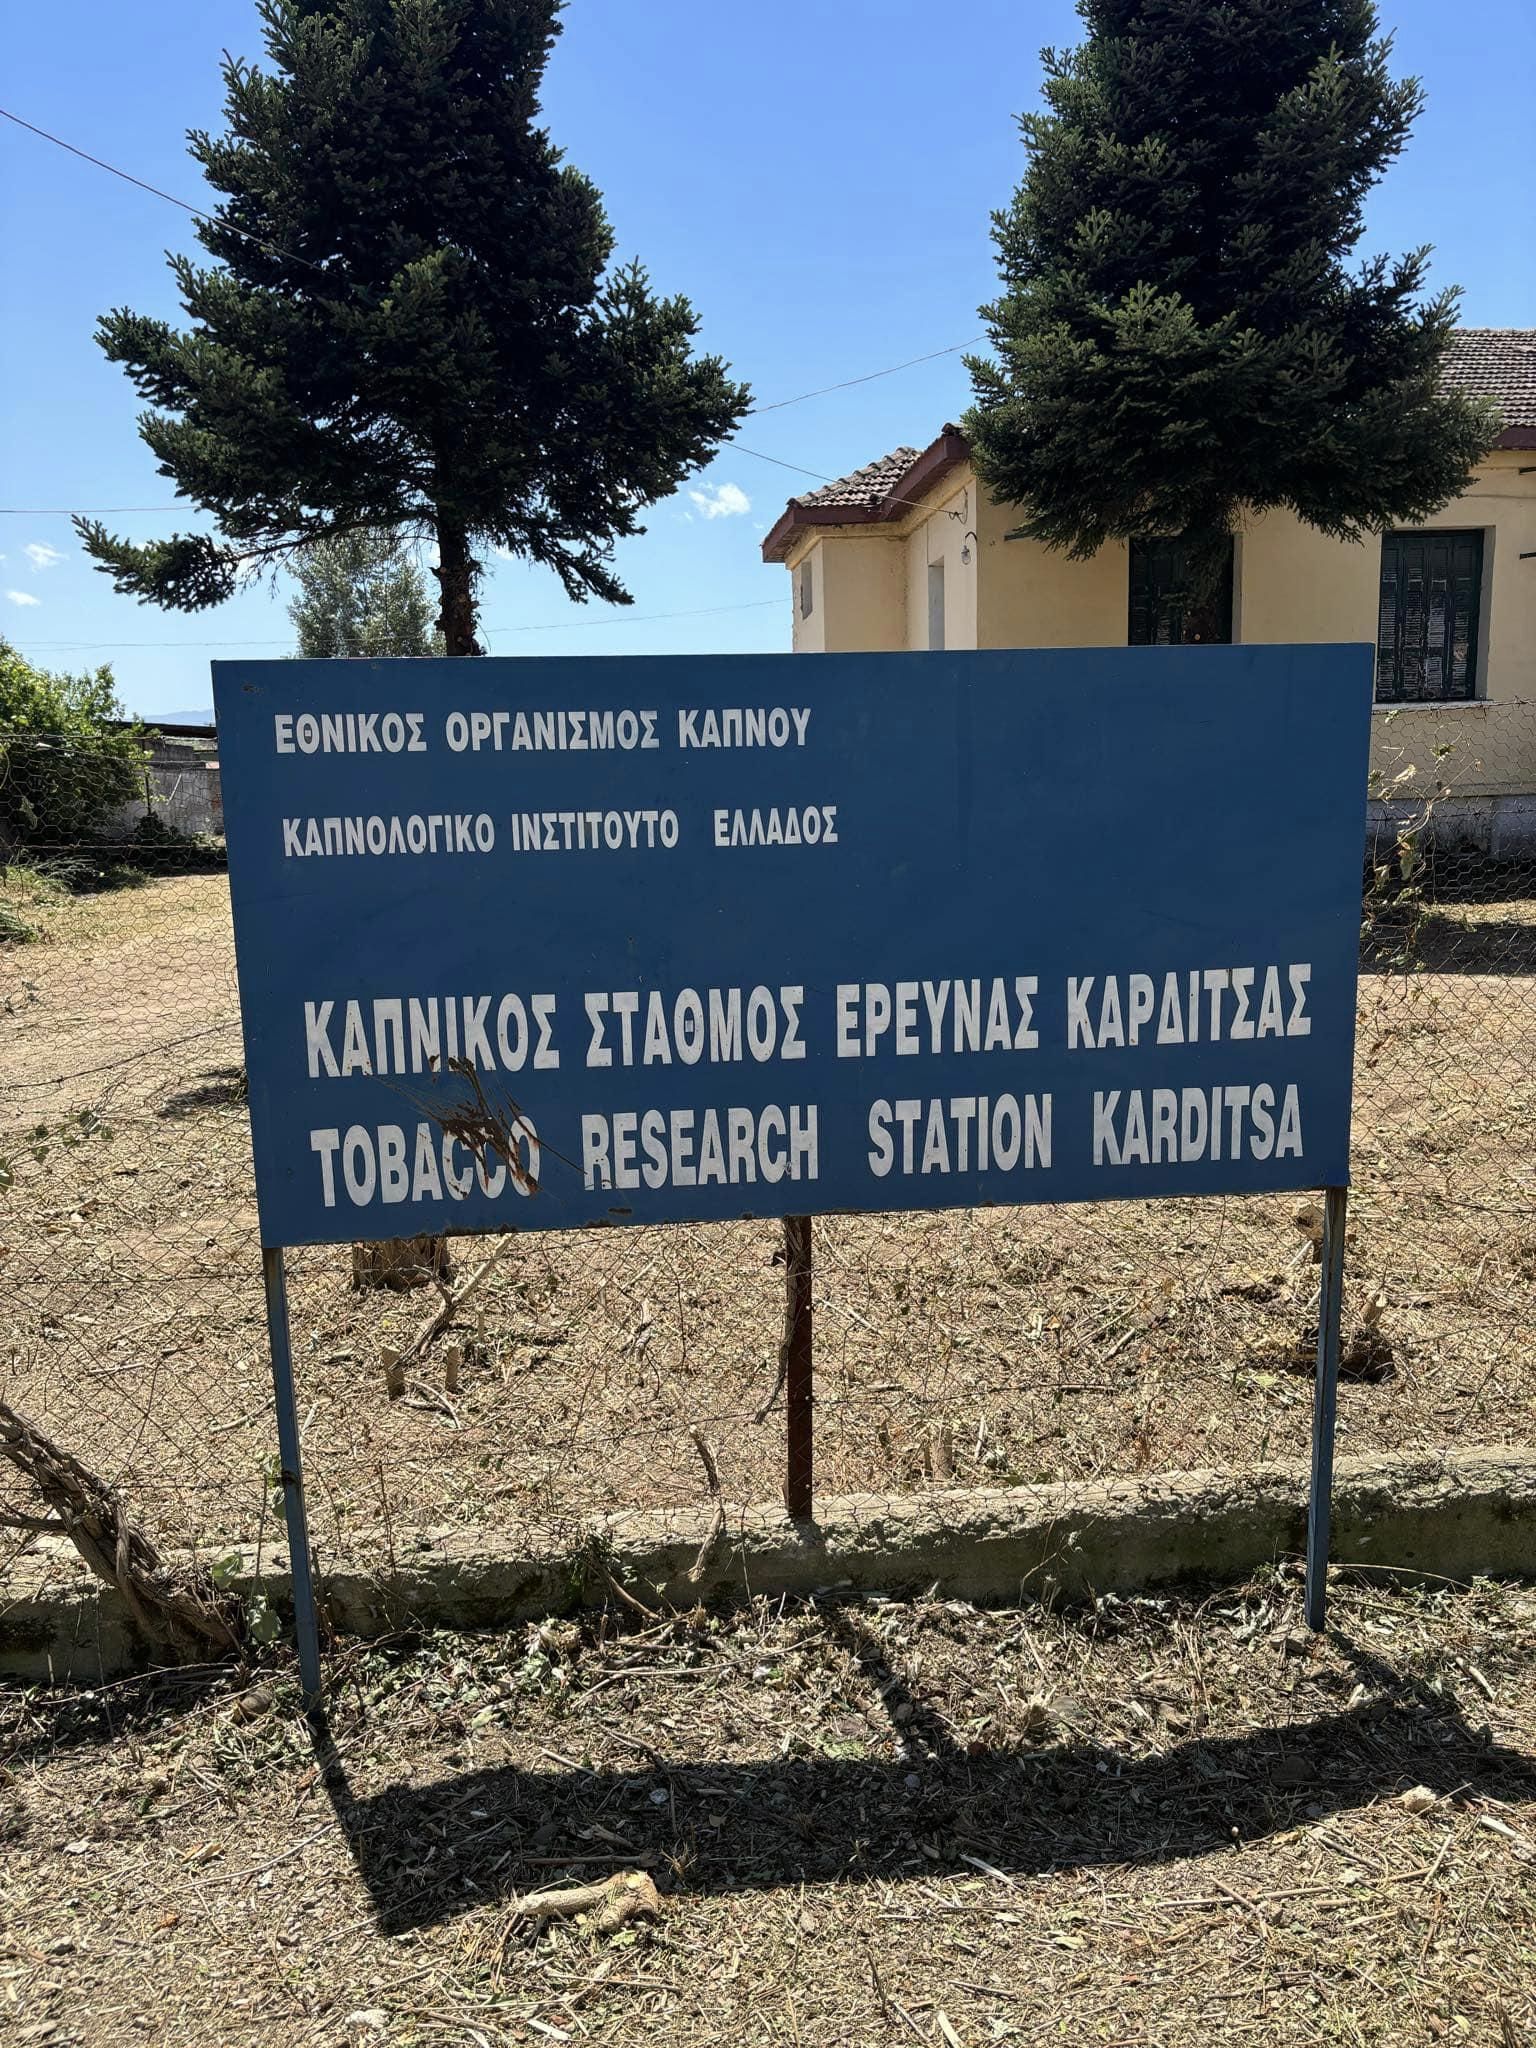 ΕΘΝΙΚΟΣ ΟΡΓΑΝΙΣΜΟΣ ΚΑΠΝΟΥ
ΚΑΠΝΟΛΟΓΙΚΟ ΙΝΣΤΙΤΟΥΤΟ ΕΛΛΑΔΟΣ
ΚΑΠΝΙΚΟΣ ΣΤΑΘΜΟΣ ΕΡΕΥΝΑΣ ΚΑΡΔΙΤΣΑΣ
TOBACCO RESEARCH STATION KARDITSA